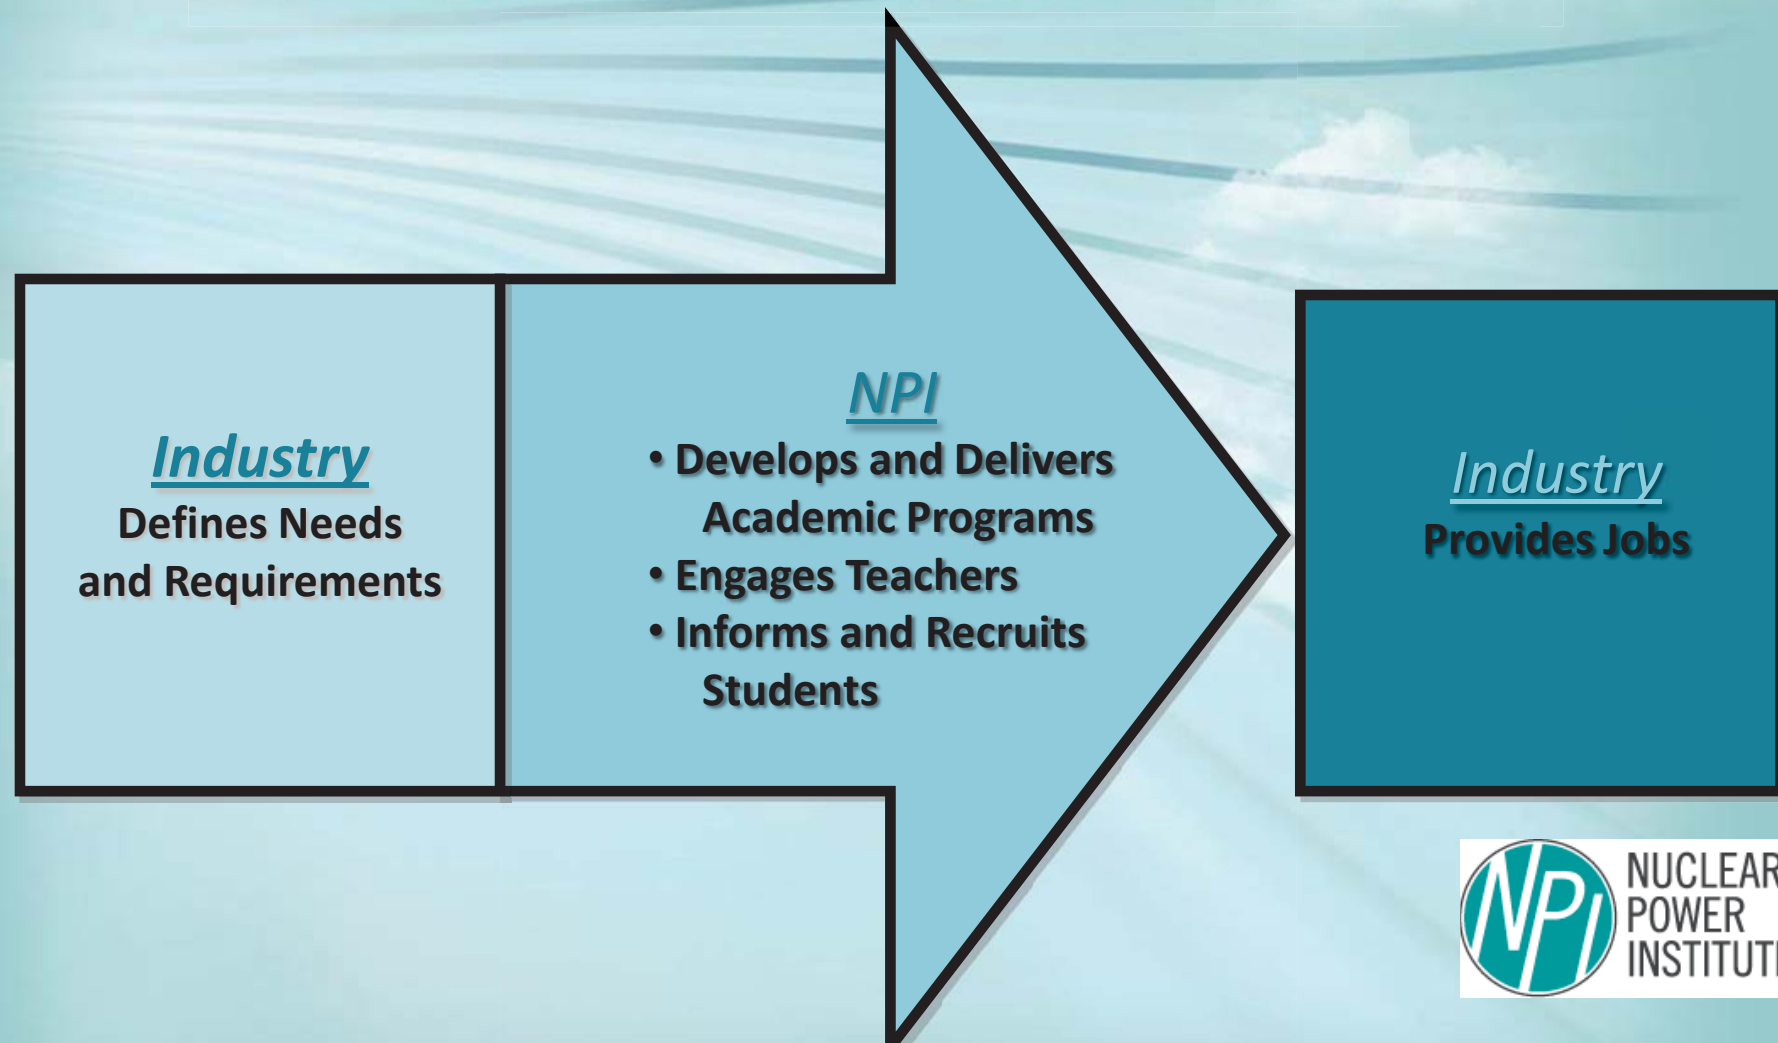 Industry
Defines Needs
and Requirements
NPI
• Develops and Delivers
Academic Programs
• Engages Teachers
• Informs and Recruits
Students
Industry
Provides Jobs
NPI
NUCLEAR
POWER
INSTITUTE